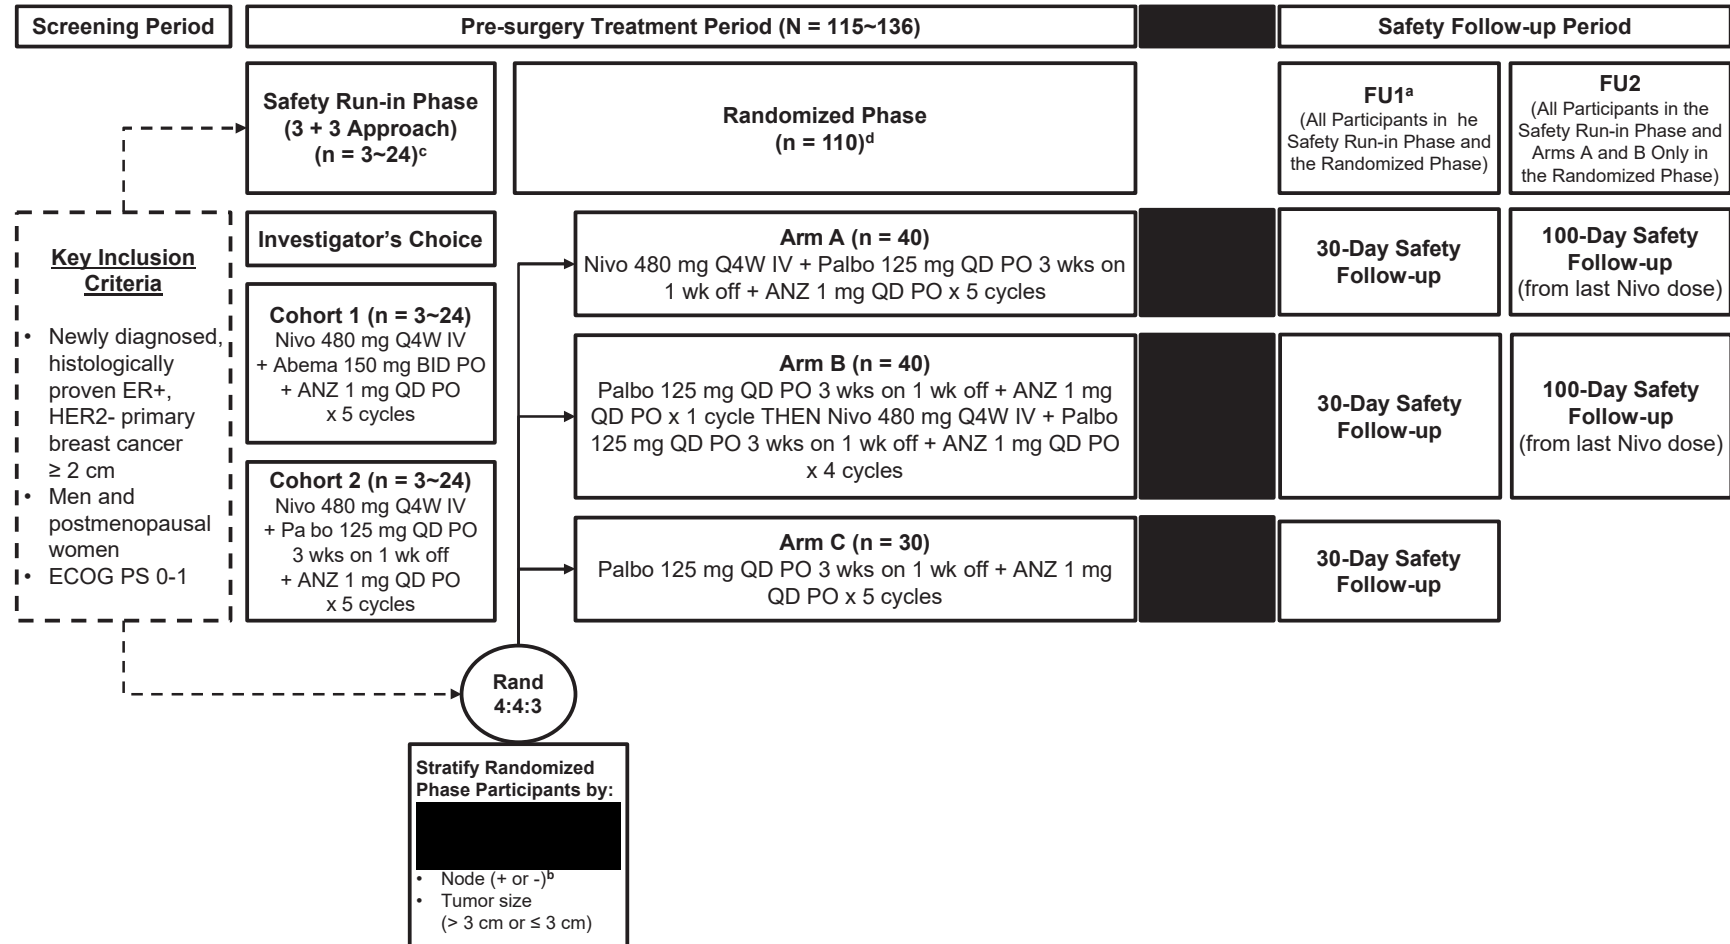 Screening Period
Pre-surgery Treatment Period (N = 115~136)
Safety Follow-up Period
Safety Run-in Phase
(3 + 3 Approach)
(n = 3~24)ᶜ
Randomized Phase
(n = 110)ᵈ
FU1ᵃ
(All Participants in he
Safety Run-in Phase and
the Randomized Phase)
FU2
(All Participants in the
Safety Run-in Phase and
Arms A and B Only in
the Randomized Phase)
Key Inclusion
Criteria
• Newly diagnosed,
histologically
proven ER+,
HER2- primary
breast cancer
≥ 2 cm
• Men and
postmenopausal
women
• ECOG PS 0-1
Investigator's Choice
Cohort 1 (n = 3~24)
Nivo 480 mg Q4W IV
+ Abema 150 mg BID PO
+ ANZ 1 mg QD PO
x 5 cycles
Cohort 2 (n = 3~24)
Nivo 480 mg Q4W IV
+ Pa bo 125 mg QD PO
3 wks on 1 wk off
+ ANZ 1 mg QD PO
x 5 cycles
Arm A (n = 40)
Nivo 480 mg Q4W IV + Palbo 125 mg QD PO 3 wks on
1 wk off + ANZ 1 mg QD PO x 5 cycles
30-Day Safety
Follow-up
100-Day Safety
Follow-up
(from last Nivo dose)
Arm B (n = 40)
Palbo 125 mg QD PO 3 wks on 1 wk off + ANZ 1 mg
QD PO x 1 cycle THEN Nivo 480 mg Q4W IV + Palbo
125 mg QD PO 3 wks on 1 wk off + ANZ 1 mg QD PO
x 4 cycles
30-Day Safety
Follow-up
100-Day Safety
Follow-up
(from last Nivo dose)
Arm C (n = 30)
Palbo 125 mg QD PO 3 wks on 1 wk off + ANZ 1 mg
QD PO x 5 cycles
30-Day Safety
Follow-up
Rand
4:4:3
Stratify Randomized
Phase Participants by:
• Node (+ or -)ᵇ
• Tumor size
(> 3 cm or ≤ 3 cm)